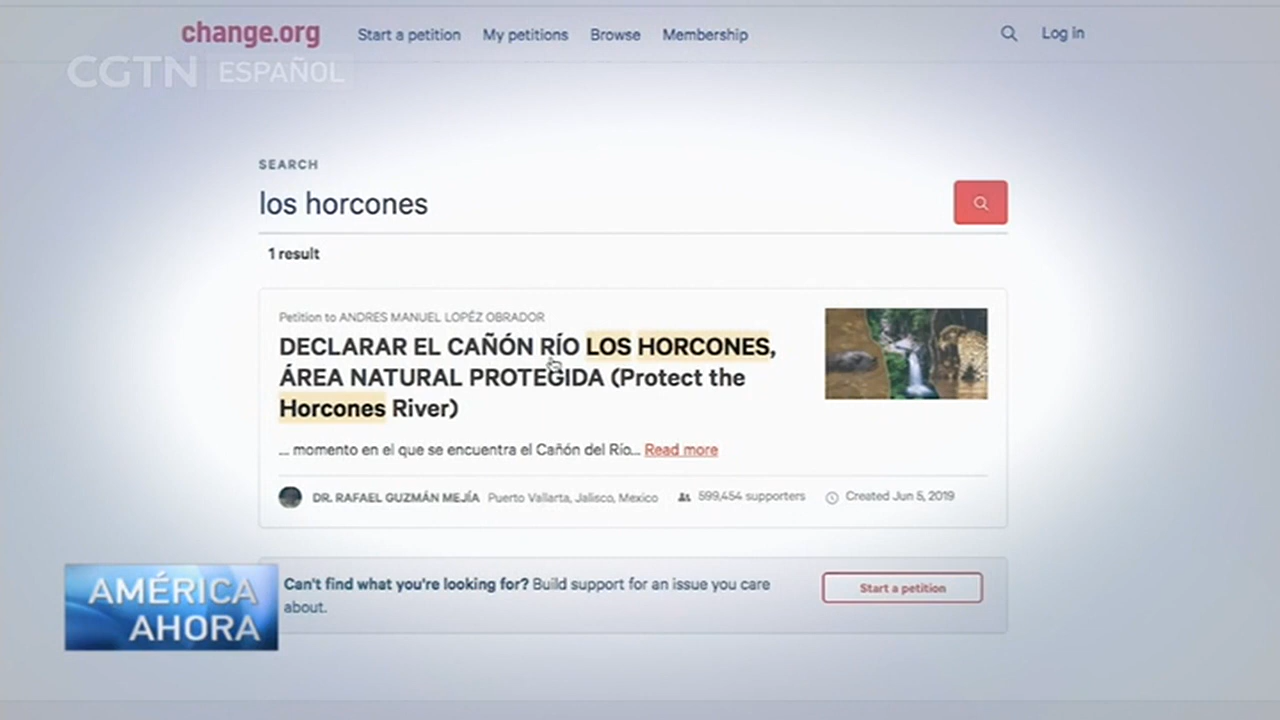 change.org Start a petition My petitions Browse Membership Log in
CGTN ESPAÑOL
SEARCH
los horcones
1 result
Petition to ANDRES MANUEL LOPÉZ OBRADOR
DECLARAR EL CAÑÓN RÍO LOS HORCONES,
ÁREA NATURAL PROTEGIDA (Protect the
Horcones River)
... momento en el que se encuentra el Cañón del Río... Read more
DR. RAFAEL GUZMÁN MEJÍA Puerto Vallarta, Jalisco, Mexico 599,454 supporters Created Jun 5, 2019
Can't find what you're looking for? Build support for an issue you care
about.
Start a petition
AMÉRICA
AHORA